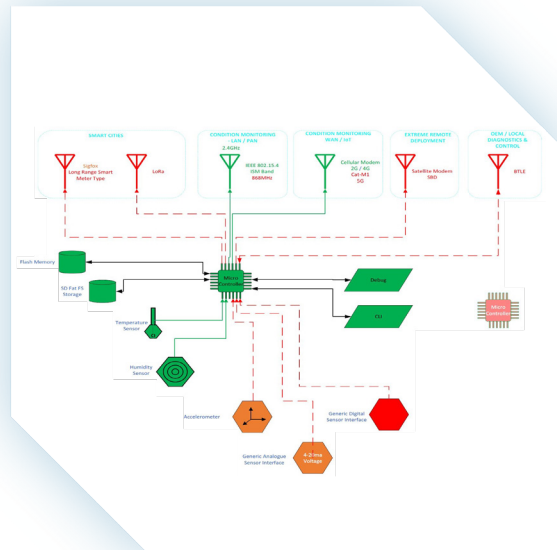 SMART CITIES
CONDITION MONITORING
- LAN / PAN
CONDITION MONITORING
WAN / IoT
EXTREME REMOTE
DEPLOYMENT
OEM / LOCAL
DIAGNOSTICS &
CONTROL
Sigfox
Long Range Smart
Meter Type
LoRa
2.4GHz
IEEE 802.15.4
ISM Band
868MHz
Cellular Modem
2G / 4G
Cat-M1
5G
Satellite Modem
SBD
BTLE
Flash Memory
SD Fat FS
Storage
Micro
Controller
Debug
CLI
Micro
Controller
Temperature
Sensor
Humidity
Sensor
Accelerometer
Generic Digital
Sensor Interface
Generic Analogue
Sensor Interface
4-20ma
Voltage